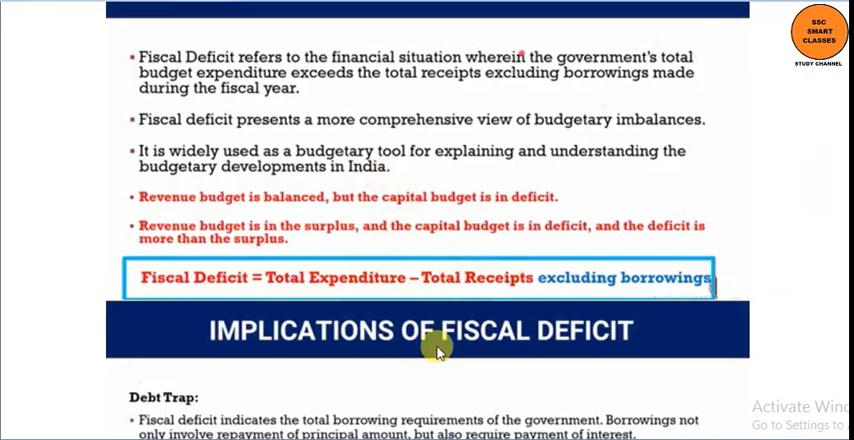 SSC
SMART
CLASSES
STUDY CHANNEL
▪ Fiscal Deficit refers to the financial situation wherein the government's total
budget expenditure exceeds the total receipts excluding borrowings made
during the fiscal year.
▪ Fiscal deficit presents a more comprehensive view of budgetary imbalances.
▪ It is widely used as a budgetary tool for explaining and understanding the
budgetary developments in India.
▪ Revenue budget is balanced, but the capital budget is in deficit.
▪ Revenue budget is in the surplus, and the capital budget is in deficit, and the deficit is
more than the surplus.
Fiscal Deficit = Total Expenditure – Total Receipts excluding borrowings
IMPLICATIONS OF FISCAL DEFICIT
Debt Trap:
▪ Fiscal deficit indicates the total borrowing requirements of the government. Borrowings not
only involve repayment of principal amount, but also require payment of interest.
Activate Wind
Go to Settings to